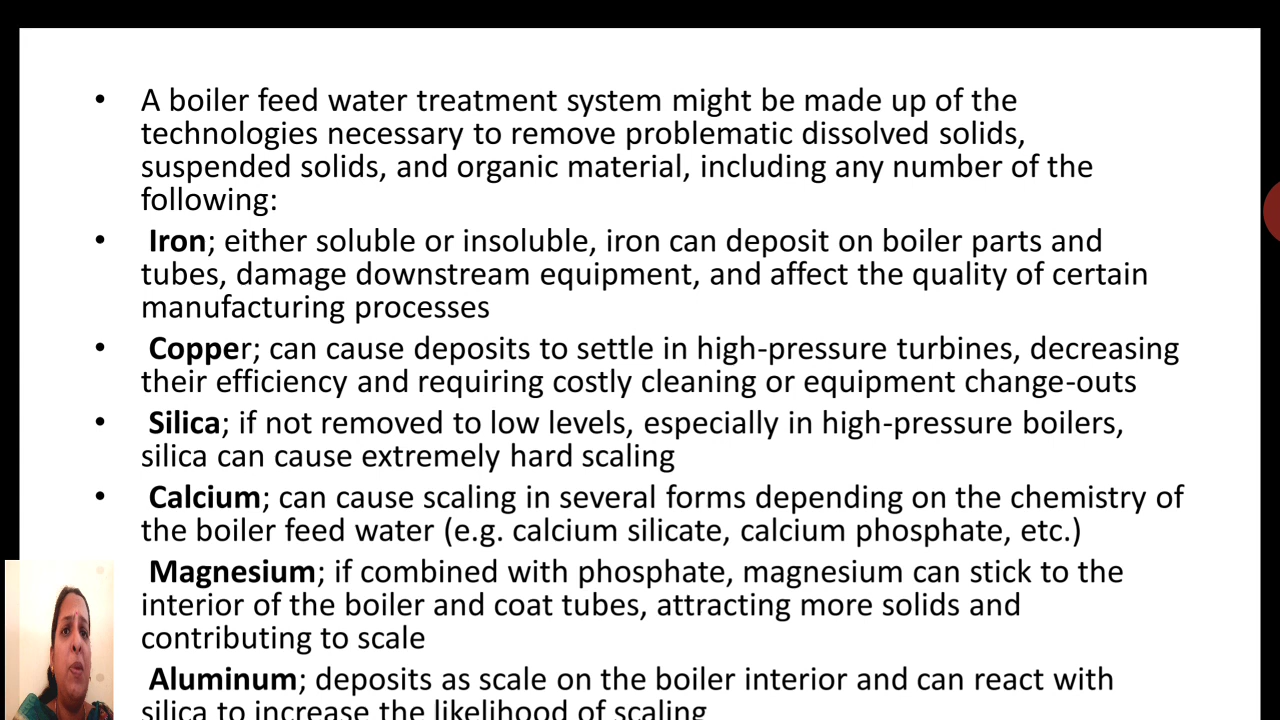 • A boiler feed water treatment system might be made up of the
technologies necessary to remove problematic dissolved solids,
suspended solids, and organic material, including any number of the
following:
• Iron; either soluble or insoluble, iron can deposit on boiler parts and
tubes, damage downstream equipment, and affect the quality of certain
manufacturing processes
• Copper; can cause deposits to settle in high-pressure turbines, decreasing
their efficiency and requiring costly cleaning or equipment change-outs
• Silica; if not removed to low levels, especially in high-pressure boilers,
silica can cause extremely hard scaling
• Calcium; can cause scaling in several forms depending on the chemistry of
the boiler feed water (e.g. calcium silicate, calcium phosphate, etc.)
Magnesium; if combined with phosphate, magnesium can stick to the
interior of the boiler and coat tubes, attracting more solids and
contributing to scale
Aluminum; deposits as scale on the boiler interior and can react with
silica to increase the likelihood of scaling